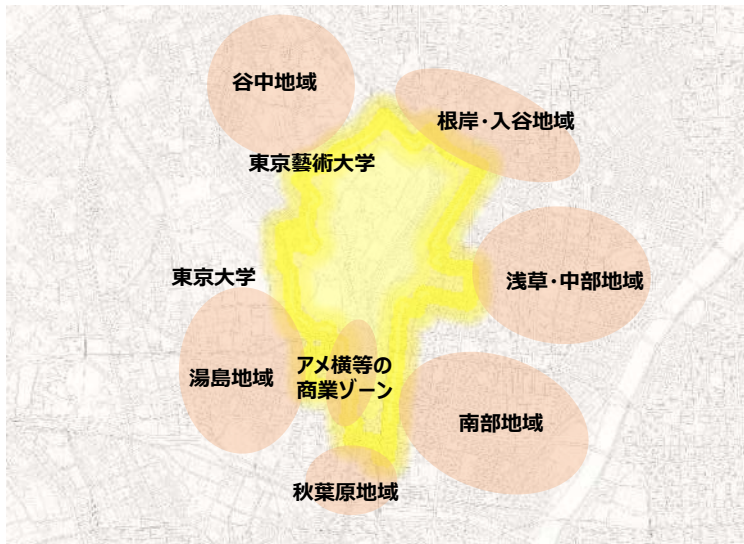 谷中地域
根岸・入谷地域
東京藝術大学
東京大学
浅草・中部地域
アメ横等の
商業ゾーン
湯島地域
南部地域
秋葉原地域